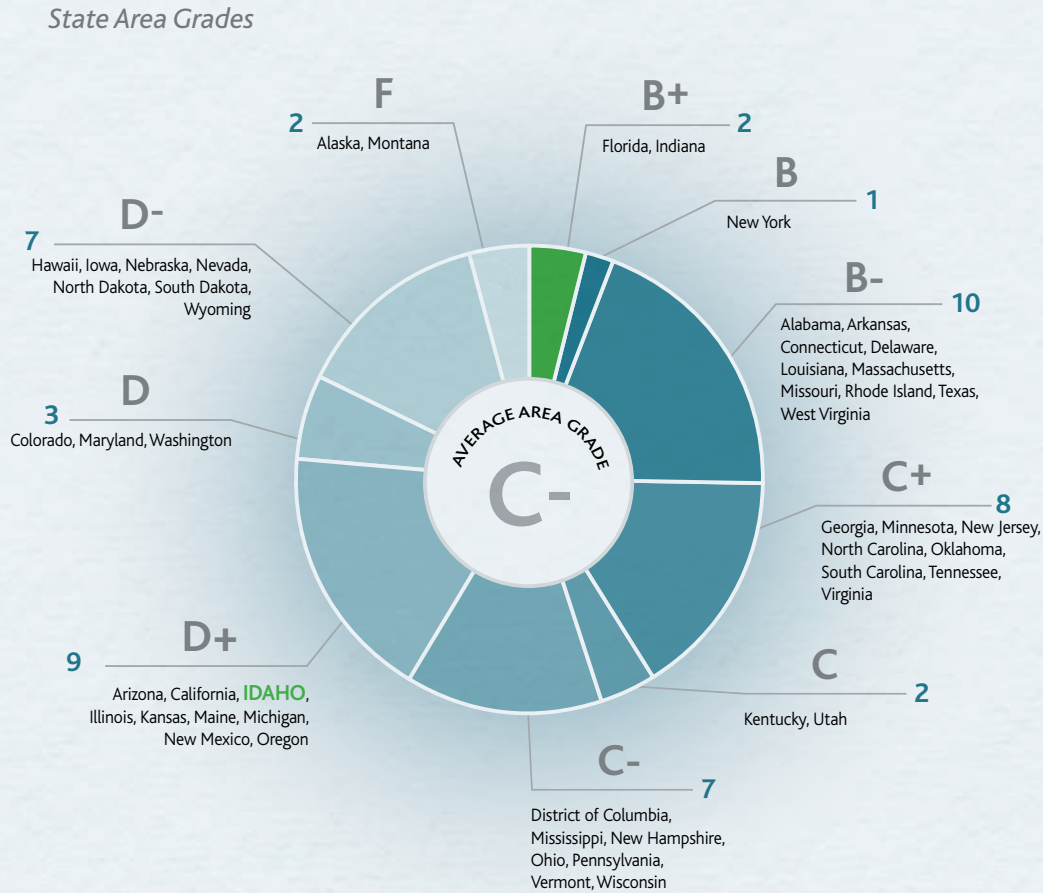 State Area Grades
F
2
Alaska, Montana
B+
2
Florida, Indiana
B
1
New York
B-
10
Alabama, Arkansas,
Connecticut, Delaware,
Louisiana, Massachusetts,
Missouri, Rhode Island, Texas,
West Virginia
C+
8
Georgia, Minnesota, New Jersey,
North Carolina, Oklahoma,
South Carolina, Tennessee,
Virginia
C
2
Kentucky, Utah
C-
7
District of Columbia,
Mississippi, New Hampshire,
Ohio, Pennsylvania,
Vermont, Wisconsin
D+
9
Arizona, California, IDAHO,
Illinois, Kansas, Maine, Michigan,
New Mexico, Oregon
D
3
Colorado, Maryland, Washington
D-
7
Hawaii, Iowa, Nebraska, Nevada,
North Dakota, South Dakota,
Wyoming
AVERAGE AREA GRADE
C-